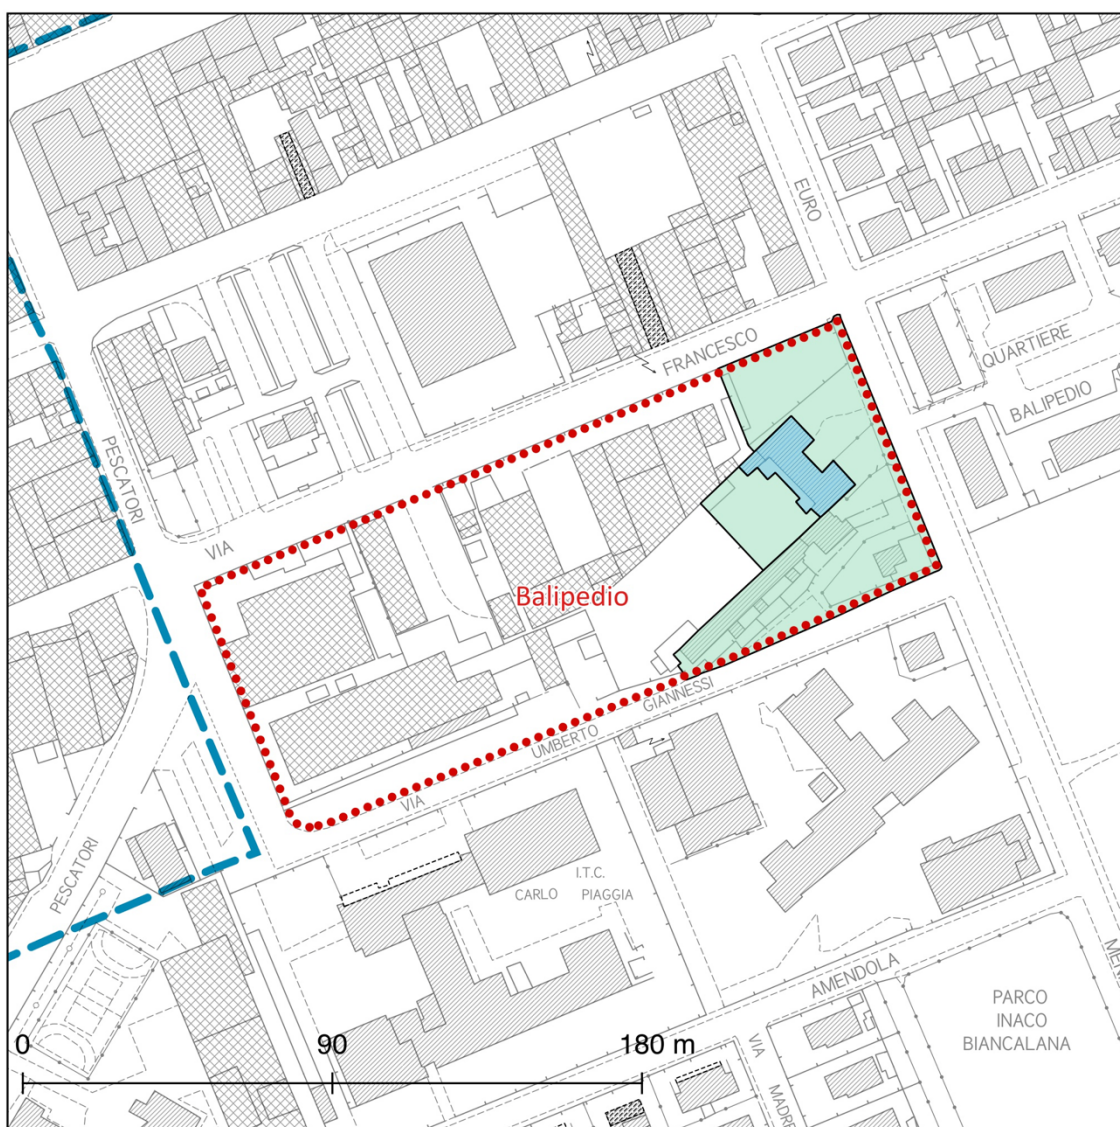 EURO
FRANCESCO
QUARTIERE
BALIPEDIO
PESCATORI
VIA
Balipedio
GIANNESSI
UMBERTO
VIA
I.T.C.
CARLO PIAGGIA
PESCATORI
AMENDOLA
PARCO
INACO
BIANCALANA
0 90 180 m
VIA